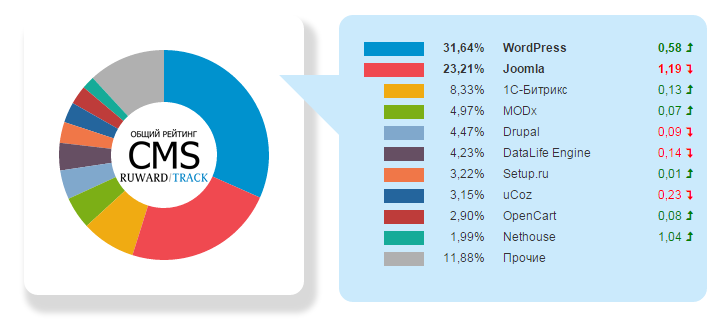 ОБЩИЙ РЕЙТИНГ
CMS
RUWARD/TRACK
31,64% WordPress 0,58
23,21% Joomla 1,19
8,33% 1С-Битрикс 0,13
4,97% MODx 0,07
4,47% Drupal 0,09
4,23% DataLife Engine 0,14
3,22% Setup.ru 0,01
3,15% uCoz 0,23
2,90% OpenCart 0,08
1,99% Nethouse 1,04
11,88% Прочие